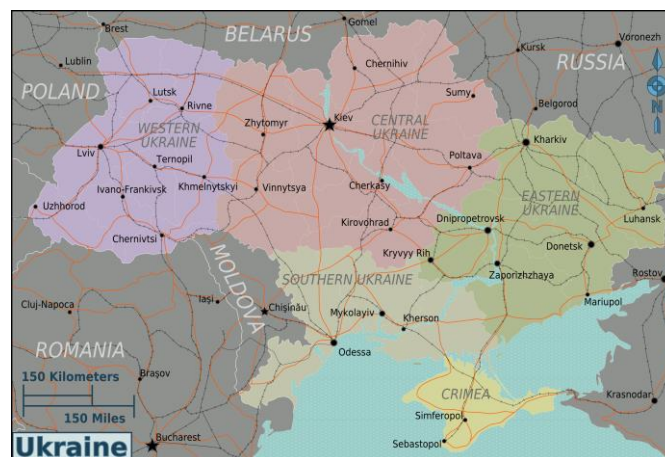 Brest
BELARUS
Gomel
Voronezh
Kursk
RUSSIA
Lublin
POLAND
Chernihiv
Sumy
N
Lutsk
Rivne
Kiev
Belgorod
WESTERN
UKRAINE
Zhytomyr
CENTRAL
UKRAINE
Kharkiv
Lviv
Ternopil
Poltava
Khmelnytskyi
Ivano-Frankivsk
Vinnytsya
Cherkasy
EASTERN
UKRAINE
Uzhhorod
Luhansk
Chernivtsi
Kirovohrad
Dnipropetrovsk
Donetsk
MOLDOVA
Kryvyy Rih
SOUTHERN UKRAINE
Zaporizhzhaya
Rostov
Cluj-Napoca
Iași
Chișinău
Mykolayiv
Kherson
Mariupol
ROMANIA
Odessa
150 Kilometers
Brașov
CRIMEA
Krasnodar
150 Miles
Simferopol
Sebastopol
Ukraine
Bucharest